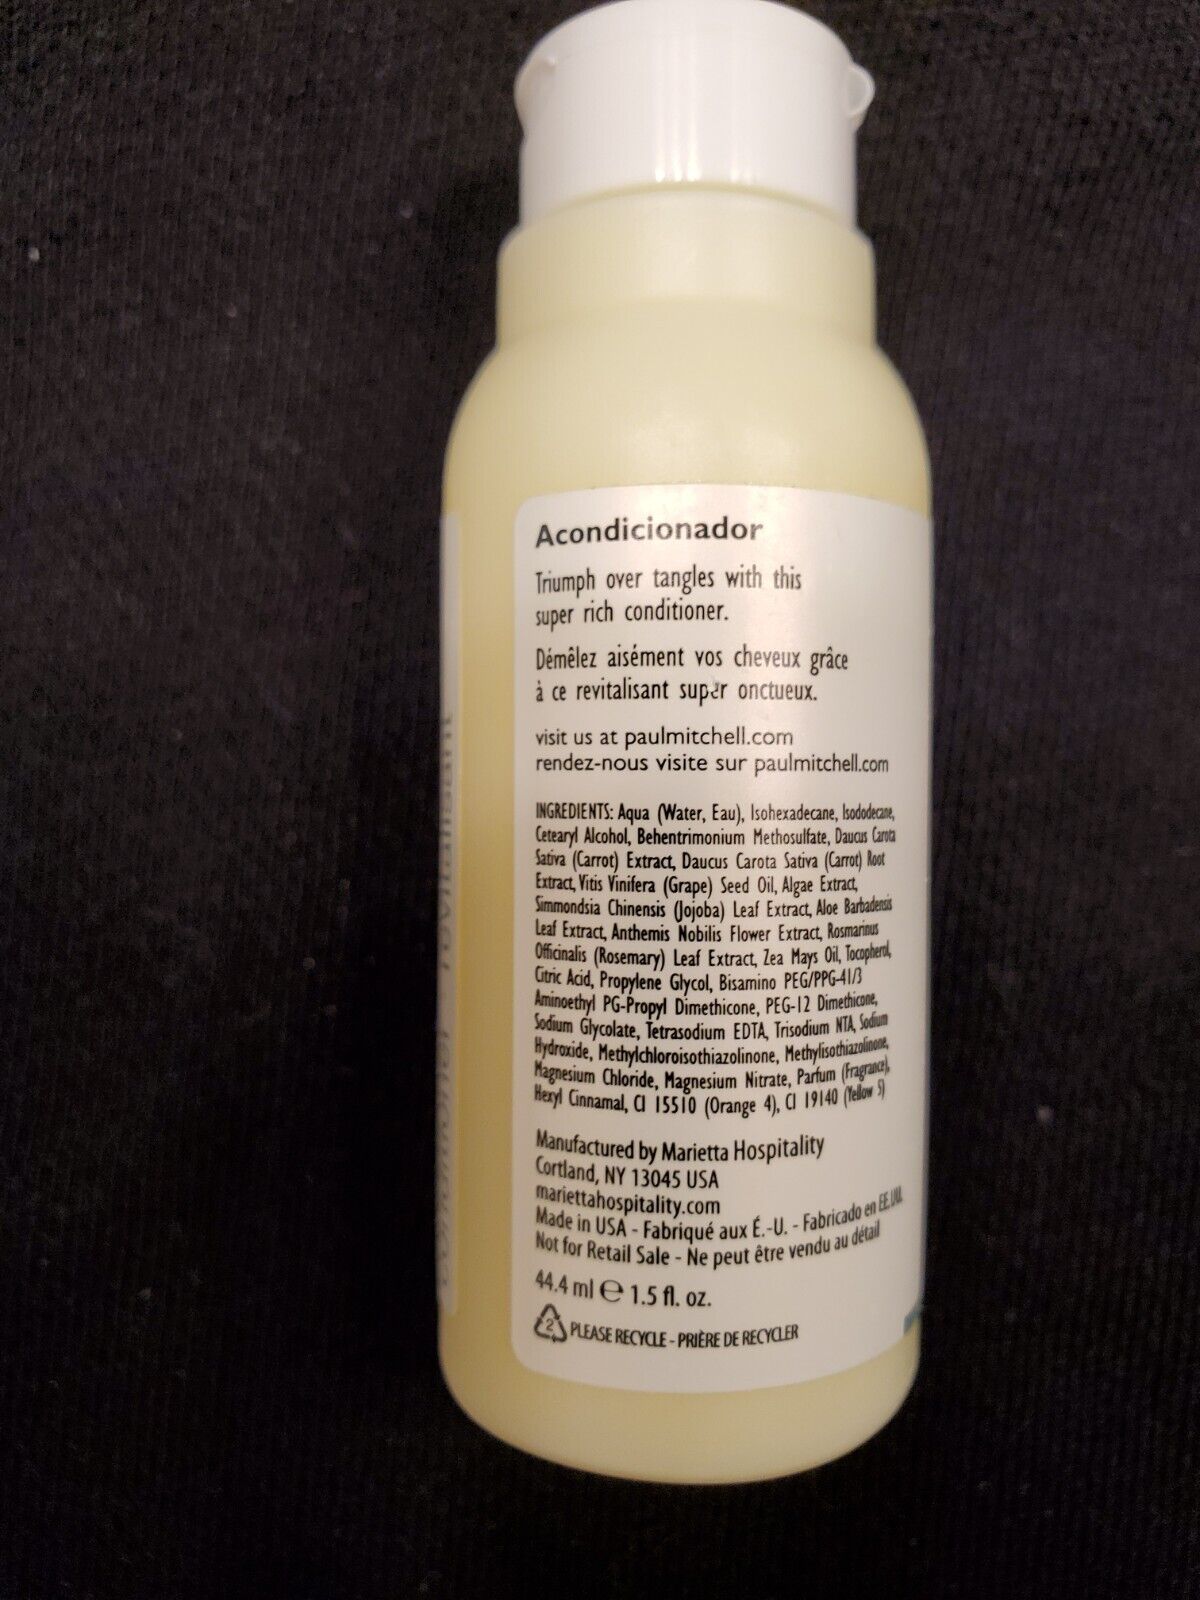 Acondicionador
Triumph over tangles with this
super rich conditioner.
Démêlez aisément vos cheveux grâce
à ce revitalisant super onctueux.
visit us at paulmitchell.com
rendez-nous visite sur paulmitchell.com
INGREDIENTS: Aqua (Water, Eau), Isohexadecane, Isododecane,
Cetearyl Alcohol, Behentrimonium Methosulfate, Daucus Carota
Sativa (Carrot) Extract, Daucus Carota Sativa (Carrot) Root
Extract, Vitis Vinifera (Grape) Seed Oil, Algae Extract,
Simmondsia Chinensis (Jojoba) Leaf Extract, Aloe Barbadensis
Leaf Extract, Anthemis Nobilis Flower Extract, Rosmarinus
Officinalis (Rosemary) Leaf Extract, Zea Mays Oil, Tocopherol,
Citric Acid, Propylene Glycol, Bisamino PEG/PPG-41/3
Aminoethyl PG-Propyl Dimethicone, PEG-12 Dimethicone,
Sodium Glycolate, Tetrasodium EDTA, Trisodium NTA, Sodium
Hydroxide, Methylchloroisothiazolinone, Methylisothiazolinone,
Magnesium Chloride, Magnesium Nitrate, Parfum (Fragrance),
Hexyl Cinnamal, CI 15510 (Orange 4), CI 19140 (Yellow 5)
Manufactured by Marietta Hospitality
Cortland, NY 13045 USA
mariettahospitality.com
Made in USA - Fabriqué aux É.-U. - Fabricado en EE.UU.
Not for Retail Sale - Ne peut être vendu au détail
44.4 ml ℮ 1.5 fl. oz.
2 PLEASE RECYCLE - PRIÈRE DE RECYCLER